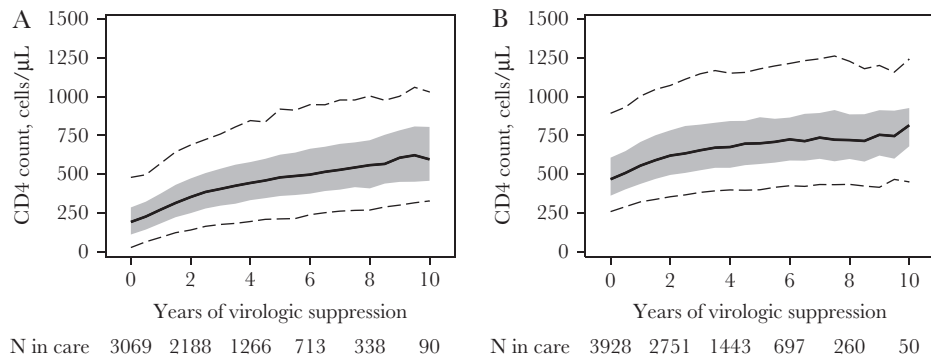 A
B
1500
1250
1000
750
500
250
0
CD4 count, cells/µL
0 2 4 6 8 10
Years of virologic suppression
N in care 3069 2188 1266 713 338 90
1500
1250
1000
750
500
250
0
CD4 count, cells/µL
0 2 4 6 8 10
Years of virologic suppression
N in care 3928 2751 1443 697 260 50